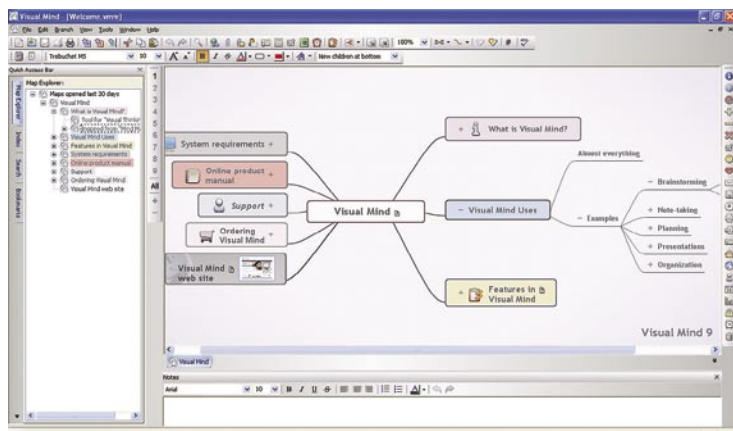 Visual Mind - [Welcome.vmre]
File Edit Branch View Tools Window Help
100%
Trebuchet MS
10
New children at bottom
Quick Access Bar
Map Explorer
Index
Search
Bookmarks
Map Explorer:
Maps opened last 30 days
Visual Mind
What is Visual Mind?
Tool for "Visual Thinkin
Visual Mind Uses
Features in Visual Mind
System requirements
Online product manual
Support
Ordering Visual Mind
Visual Mind web site
1
2
3
4
5
6
7
8
9
All
+
-
System requirements +
Online product
manual
Support +
Ordering
Visual Mind
Visual Mind
web site
Visual Mind
+ What is Visual Mind?
- Visual Mind Uses
Almost everything
- Examples
- Brainstorming
+ Note-taking
+ Planning
+ Presentations
+ Organization
+ Features in
Visual Mind
Visual Mind 9
Visual Mind
Notes
Arial
10
B I U